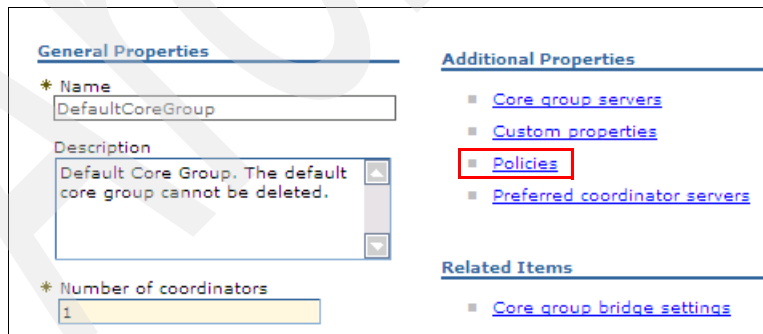 General Properties
* Name
DefaultCoreGroup
Description
Default Core Group. The default
core group cannot be deleted.
* Number of coordinators
1
Additional Properties
Core group servers
Custom properties
Policies
Preferred coordinator servers
Related Items
Core group bridge settings